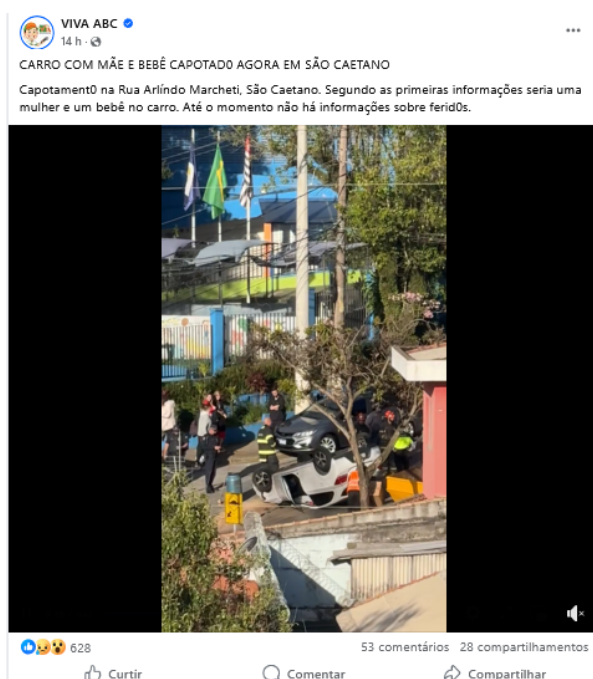 VIVA ABC
14 h ·
CARRO COM MÃE E BEBÊ CAPOTAD0 AGORA EM SÃO CAETANO
Capotament0 na Rua Arlíndo Marcheti, São Caetano. Segundo as primeiras informações seria uma
mulher e um bebê no carro. Até o momento não há informações sobre ferid0s.
628
53 comentários 28 compartilhamentos
Curtir Comentar Compartilhar